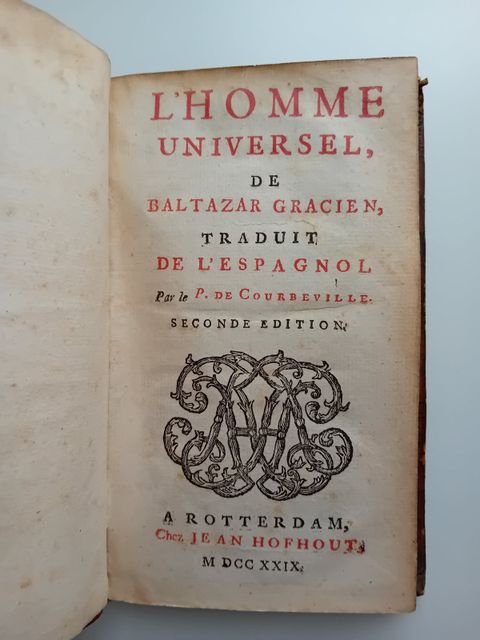 L'HOMME
UNIVERSEL,
DE
BALTAZAR GRACIEN,
TRADUIT
DE L'ESPAGNOL
Par le P. DE COURBEVILLE.
SECONDE EDITION.
A ROTTERDAM,
Chez JEAN HOFHOUT,
M DCC XXIX.